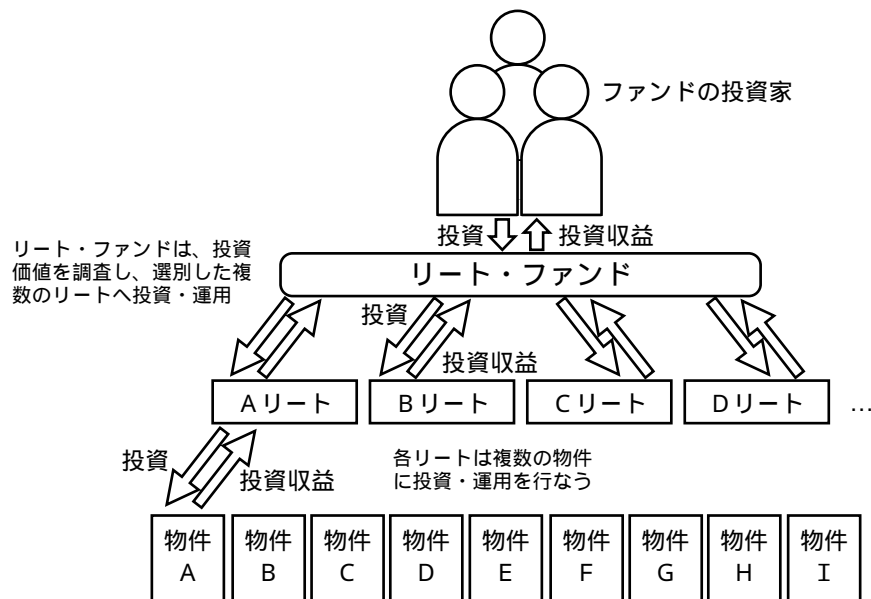 ファンドの投資家
投資
投資収益
リート・ファンドは、投資
価値を調査し、選別した複
数のリートへ投資・運用
リート・ファンド
投資
投資収益
Aリート
Bリート
Cリート
Dリート
…
投資
投資収益
各リートは複数の物件
に投資・運用を行なう
物件
A
物件
B
物件
C
物件
D
物件
E
物件
F
物件
G
物件
H
物件
I